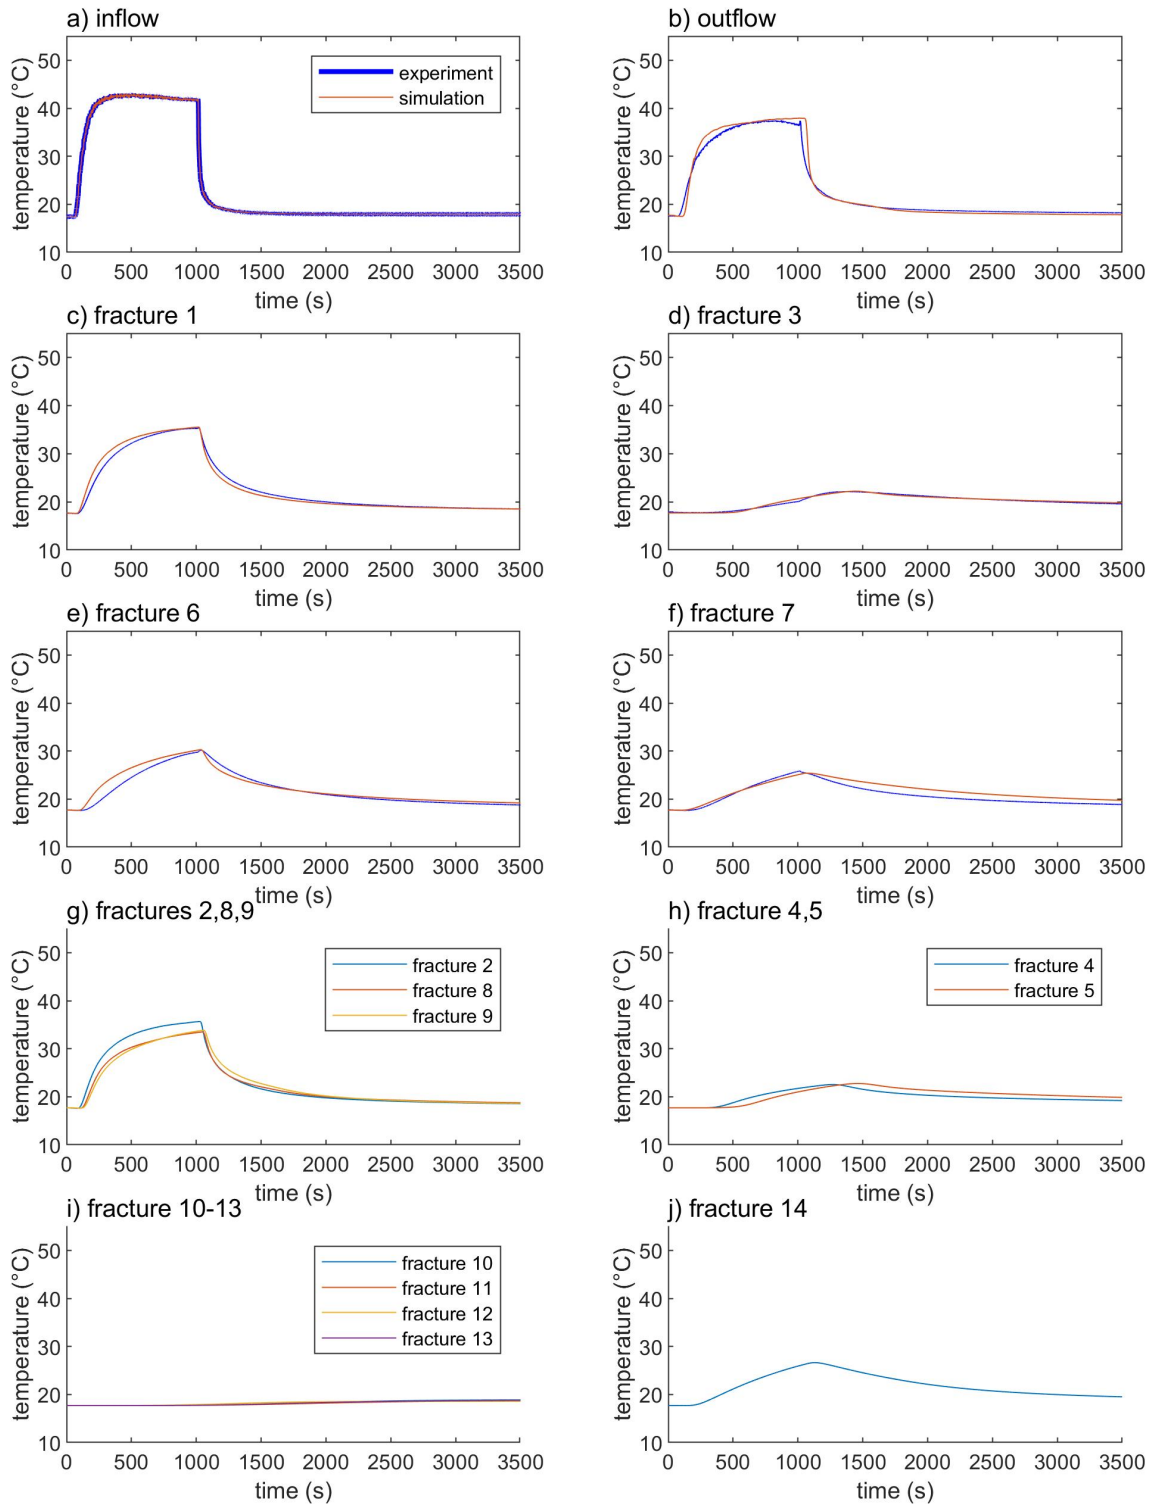 a) inflow
temperature (°C)
50
40
30
20
10
experiment
simulation
0 500 1000 1500 2000 2500 3000 3500
time (s)
b) outflow
temperature (°C)
50
40
30
20
10
0 500 1000 1500 2000 2500 3000 3500
time (s)
c) fracture 1
temperature (°C)
50
40
30
20
10
0 500 1000 1500 2000 2500 3000 3500
time (s)
d) fracture 3
temperature (°C)
50
40
30
20
10
0 500 1000 1500 2000 2500 3000 3500
time (s)
e) fracture 6
temperature (°C)
50
40
30
20
10
0 500 1000 1500 2000 2500 3000 3500
time (s)
f) fracture 7
temperature (°C)
50
40
30
20
10
0 500 1000 1500 2000 2500 3000 3500
time (s)
g) fractures 2,8,9
temperature (°C)
50
40
30
20
10
fracture 2
fracture 8
fracture 9
0 500 1000 1500 2000 2500 3000 3500
time (s)
h) fracture 4,5
temperature (°C)
50
40
30
20
10
fracture 4
fracture 5
0 500 1000 1500 2000 2500 3000 3500
time (s)
i) fracture 10-13
temperature (°C)
50
40
30
20
10
fracture 10
fracture 11
fracture 12
fracture 13
0 500 1000 1500 2000 2500 3000 3500
time (s)
j) fracture 14
temperature (°C)
50
40
30
20
10
0 500 1000 1500 2000 2500 3000 3500
time (s)